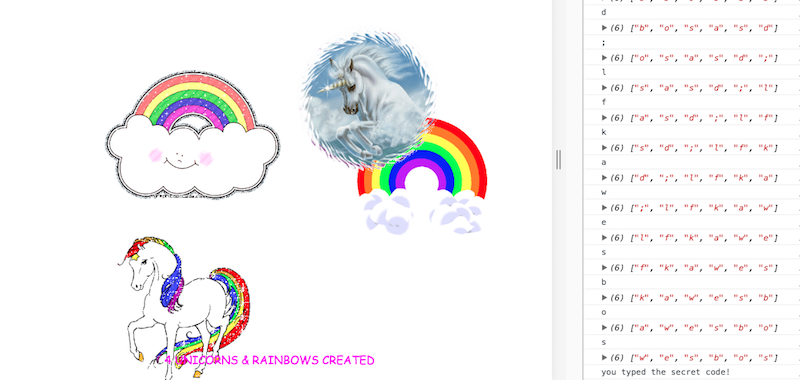 4 UNICORNS & RAINBOWS CREATED
d
(6) ["b", "o", "s", "a", "s", "d"]
;
(6) ["o", "s", "a", "s", "d", ";"]
l
(6) ["s", "a", "s", "d", ";", "l"]
f
(6) ["a", "s", "d", ";", "l", "f"]
k
(6) ["s", "d", ";", "l", "f", "k"]
a
(6) ["d", ";", "l", "f", "k", "a"]
w
(6) [";", "l", "f", "k", "a", "w"]
e
(6) ["l", "f", "k", "a", "w", "e"]
s
(6) ["f", "k", "a", "w", "e", "s"]
b
(6) ["k", "a", "w", "e", "s", "b"]
o
(6) ["a", "w", "e", "s", "b", "o"]
s
(6) ["w", "e", "s", "b", "o", "s"]
you typed the secret code!